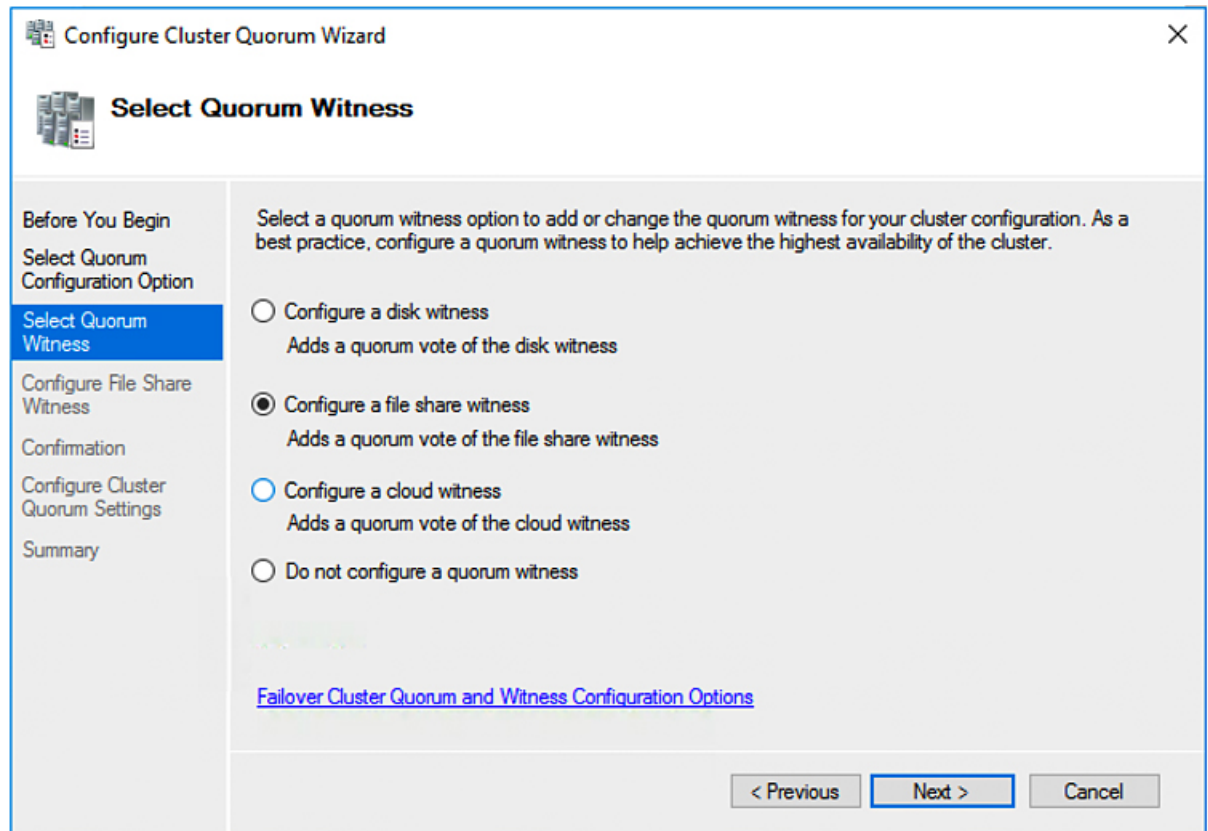 Configure Cluster Quorum Wizard
Select Quorum Witness
Before You Begin
Select Quorum
Configuration Option
Select Quorum
Witness
Configure File Share
Witness
Confirmation
Configure Cluster
Quorum Settings
Summary
Select a quorum witness option to add or change the quorum witness for your cluster configuration. As a
best practice, configure a quorum witness to help achieve the highest availability of the cluster.
Configure a disk witness
Adds a quorum vote of the disk witness
Configure a file share witness
Adds a quorum vote of the file share witness
Configure a cloud witness
Adds a quorum vote of the cloud witness
Do not configure a quorum witness
Failover Cluster Quorum and Witness Configuration Options
< Previous
Next >
Cancel